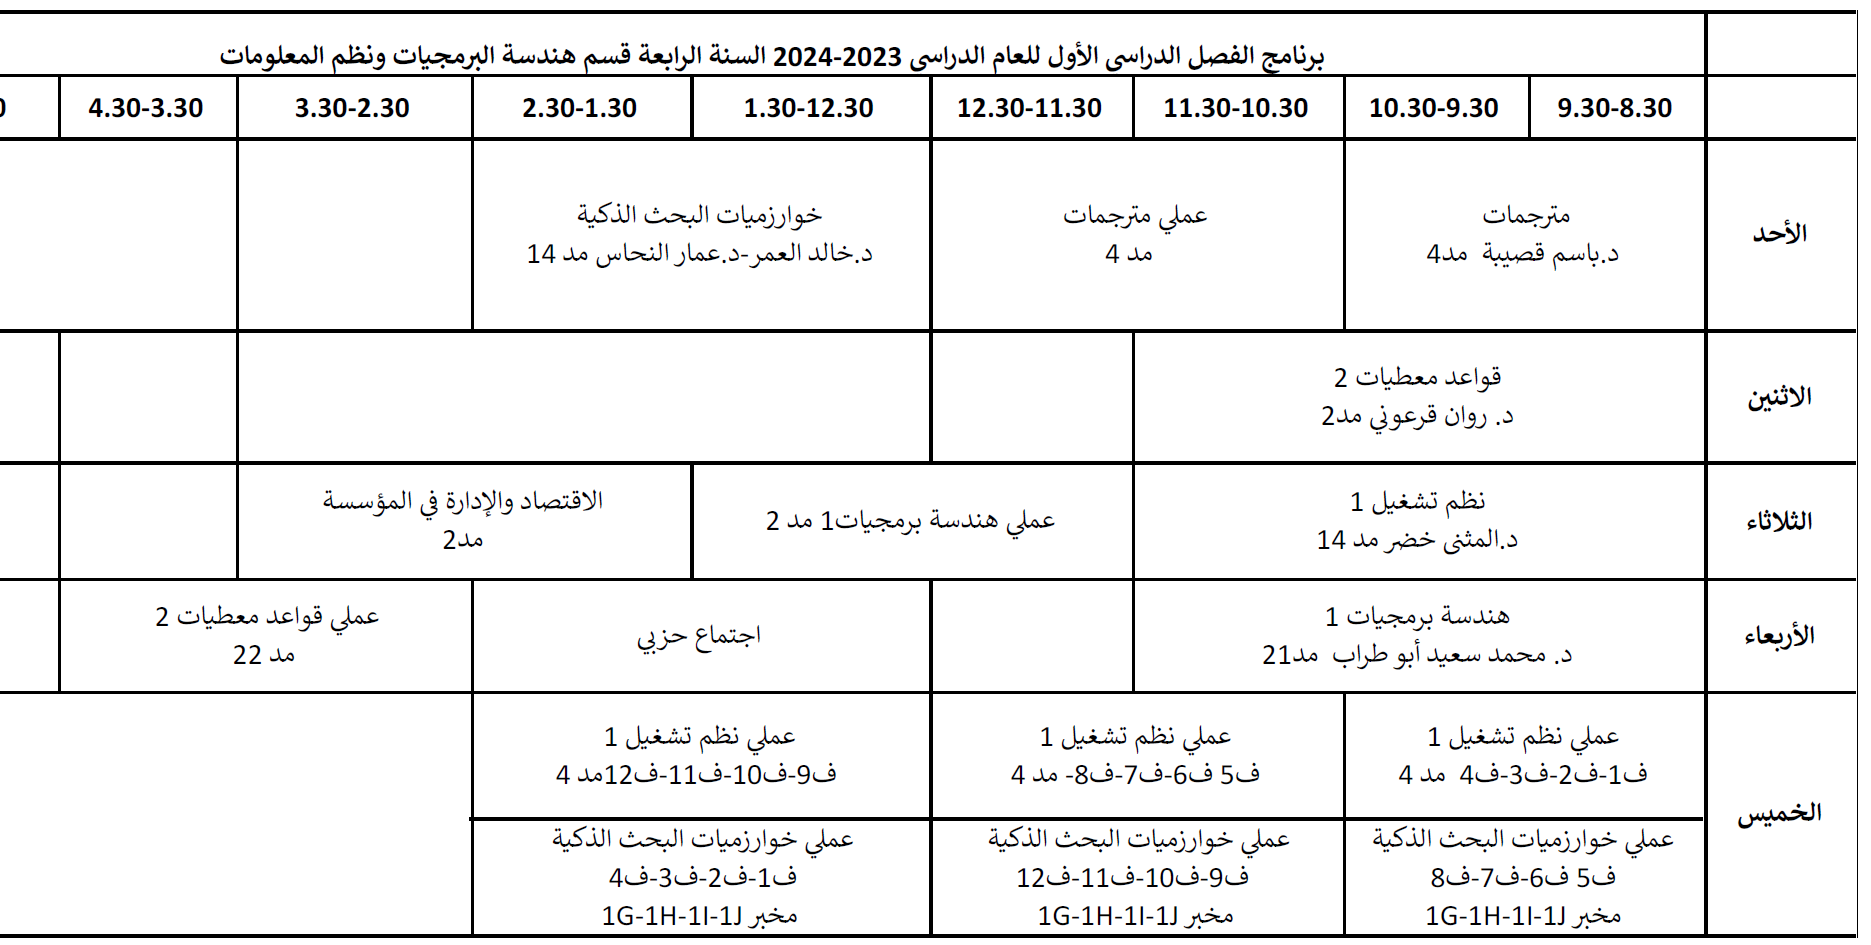 برنامج الفصل الدراسي الأول للعام الدراسي 2023-2024 السنة الرابعة قسم هندسة البرمجيات ونظم المعلومات
9.30-8.30
10.30-9.30
11.30-10.30
12.30-11.30
1.30-12.30
2.30-1.30
3.30-2.30
4.30-3.30
الأحد
مترجمات
د.باسم قصيبة مد4
عملي مترجمات
مد 4
خوارزميات البحث الذكية
د.خالد العمر-د.عمار النحاس مد 14
الاثنين
قواعد معطيات 2
د. روان قرعوني مد2
الثلاثاء
نظم تشغيل 1
د.المثنى خضر مد 14
عملي هندسة برمجيات1 مد 2
الاقتصاد والإدارة في المؤسسة
مد2
الأربعاء
هندسة برمجيات 1
د. محمد سعيد أبو طراب مد21
اجتماع حزبي
عملي قواعد معطيات 2
مد 22
الخميس
عملي نظم تشغيل 1
ف1-ف2-ف3-ف4 مد 4
عملي نظم تشغيل 1
ف5 ف6-ف7-ف8- مد 4
عملي نظم تشغيل 1
ف9-ف10-ف11-ف12مد 4
عملي خوارزميات البحث الذكية
ف5 ف6-ف7-ف8
مخبر 1G-1H-1I-1J
عملي خوارزميات البحث الذكية
ف9-ف10-ف11-ف12
مخبر 1G-1H-1I-1J
عملي خوارزميات البحث الذكية
ف1-ف2-ف3-ف4
مخبر 1G-1H-1I-1J